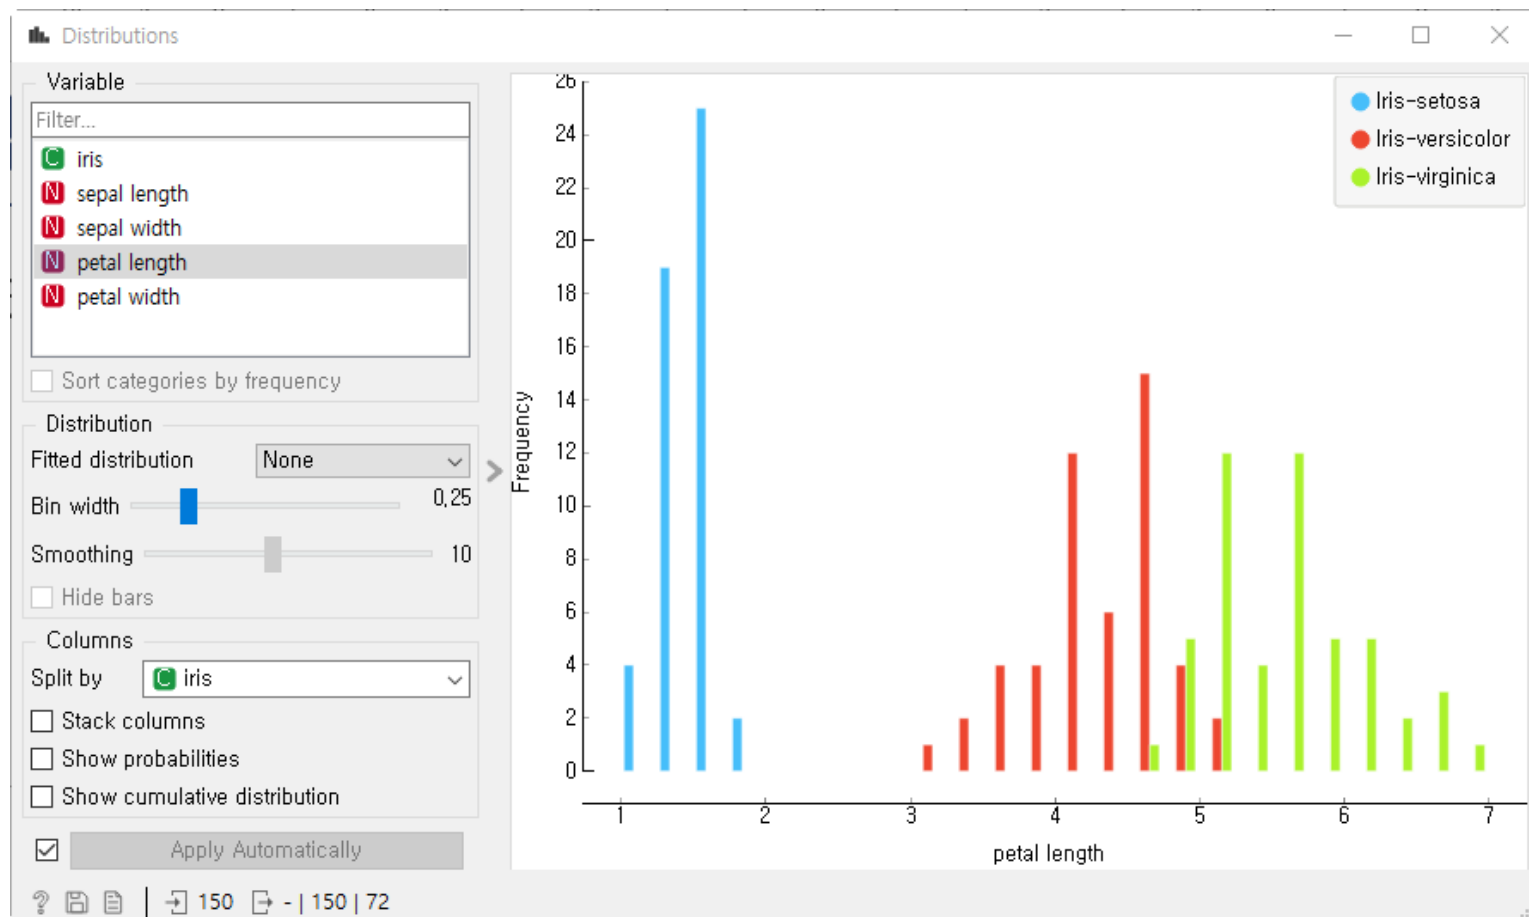 Distributions
Variable
Filter...
C iris
N sepal length
N sepal width
N petal length
N petal width
Sort categories by frequency
Distribution
Fitted distribution None
Bin width 0,25
Smoothing 10
Hide bars
Columns
Split by C iris
Stack columns
Show probabilities
Show cumulative distribution
Apply Automatically
? 150 - | 150 | 72
Iris-setosa
Iris-versicolor
Iris-virginica
Frequency
26
24
22
20
18
16
14
12
10
8
6
4
2
0
1 2 3 4 5 6 7
petal length